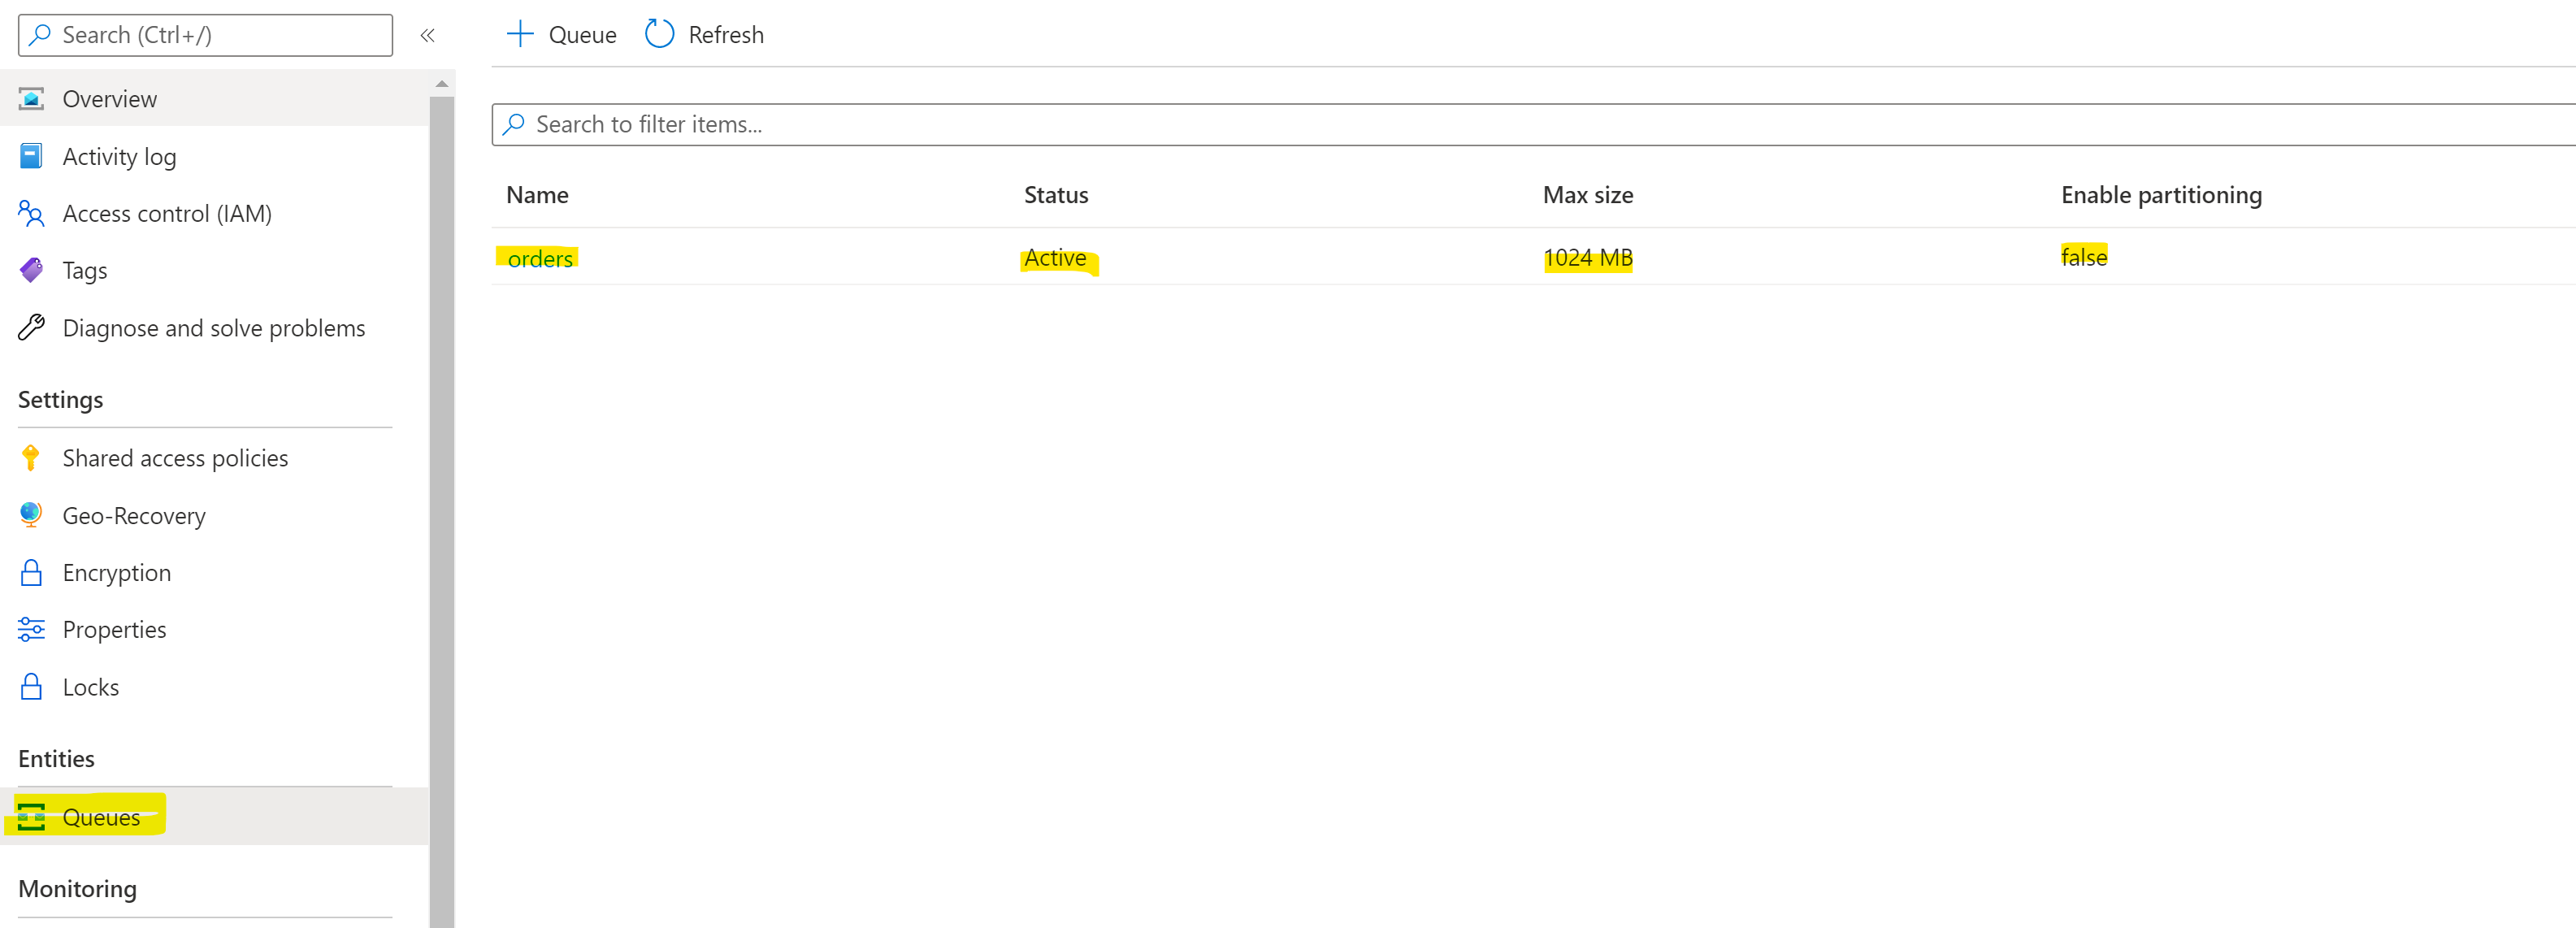 Search (Ctrl+/)
«
Overview
Activity log
Access control (IAM)
Tags
Diagnose and solve problems
Settings
Shared access policies
Geo-Recovery
Encryption
Properties
Locks
Entities
Queues
Monitoring
Queue Refresh
Search to filter items...
Name Status Max size Enable partitioning
orders Active 1024 MB false